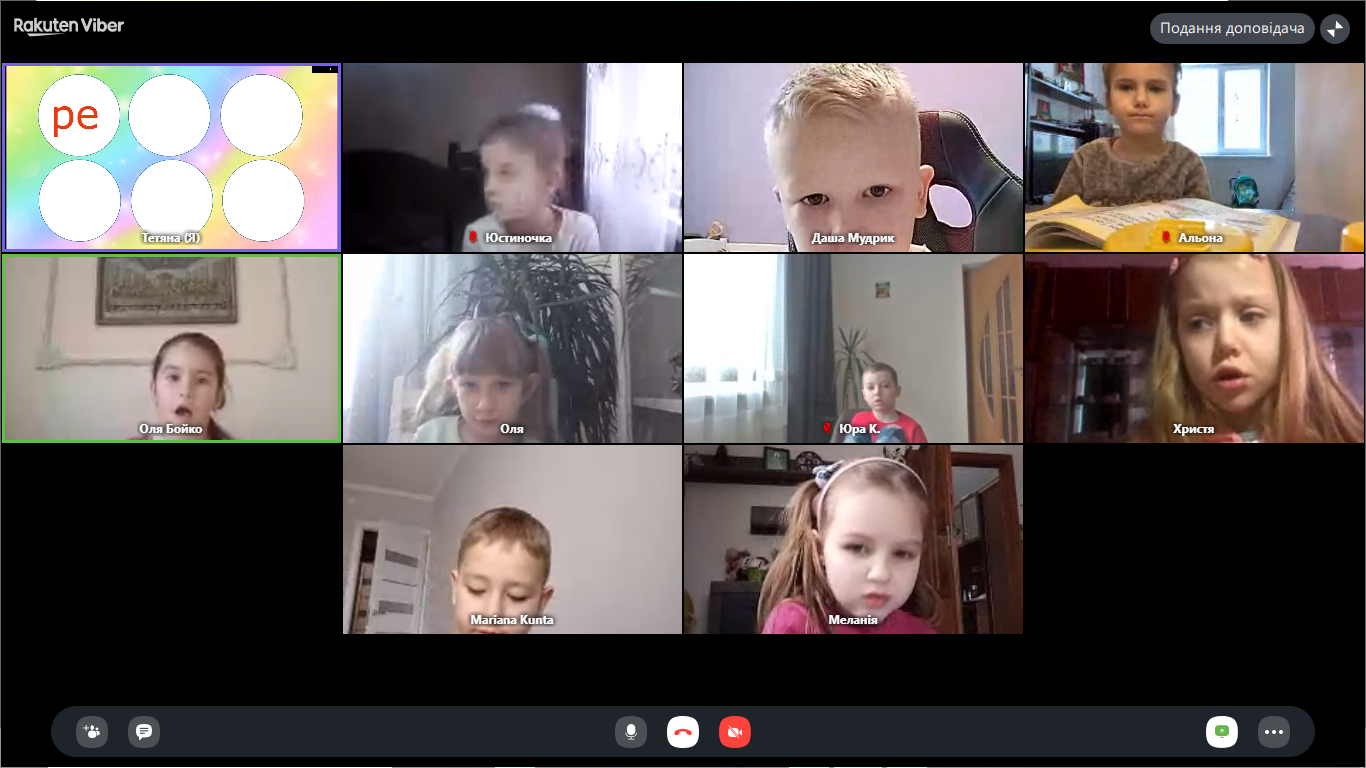 Rakuten Viber
Подання доповідача
ре
Тетяна (Я)
Юстиночка
Даша Мудрик
Альона
Оля Бойко
Оля
Юра К.
Христя
Mariana Kunta
Меланія